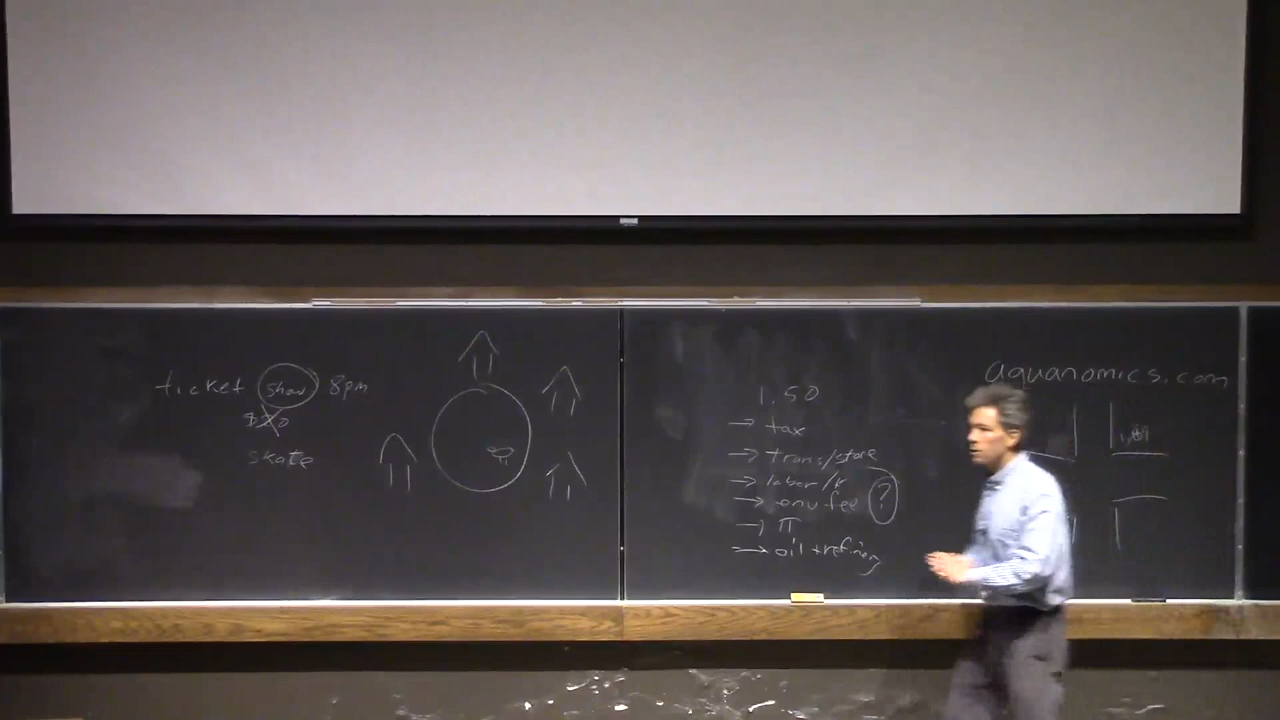 ticket show 8pm
$20
skate
1.50
→ tax
→ trans/store
→ labor/k
→ env fee ?
→ π
→ oil + refining
aquanomics.com